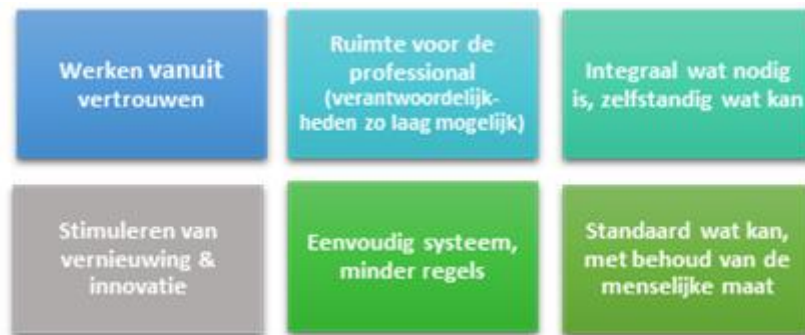 Werken vanuit
vertrouwen
Ruimte voor de
professional
(verantwoordelijk-
heden zo laag mogelijk)
Integraal wat nodig
is, zelfstandig wat kan
Stimuleren van
vernieuwing &
innovatie
Eenvoudig systeem,
minder regels
Standaard wat kan,
met behoud van de
menselijke maat